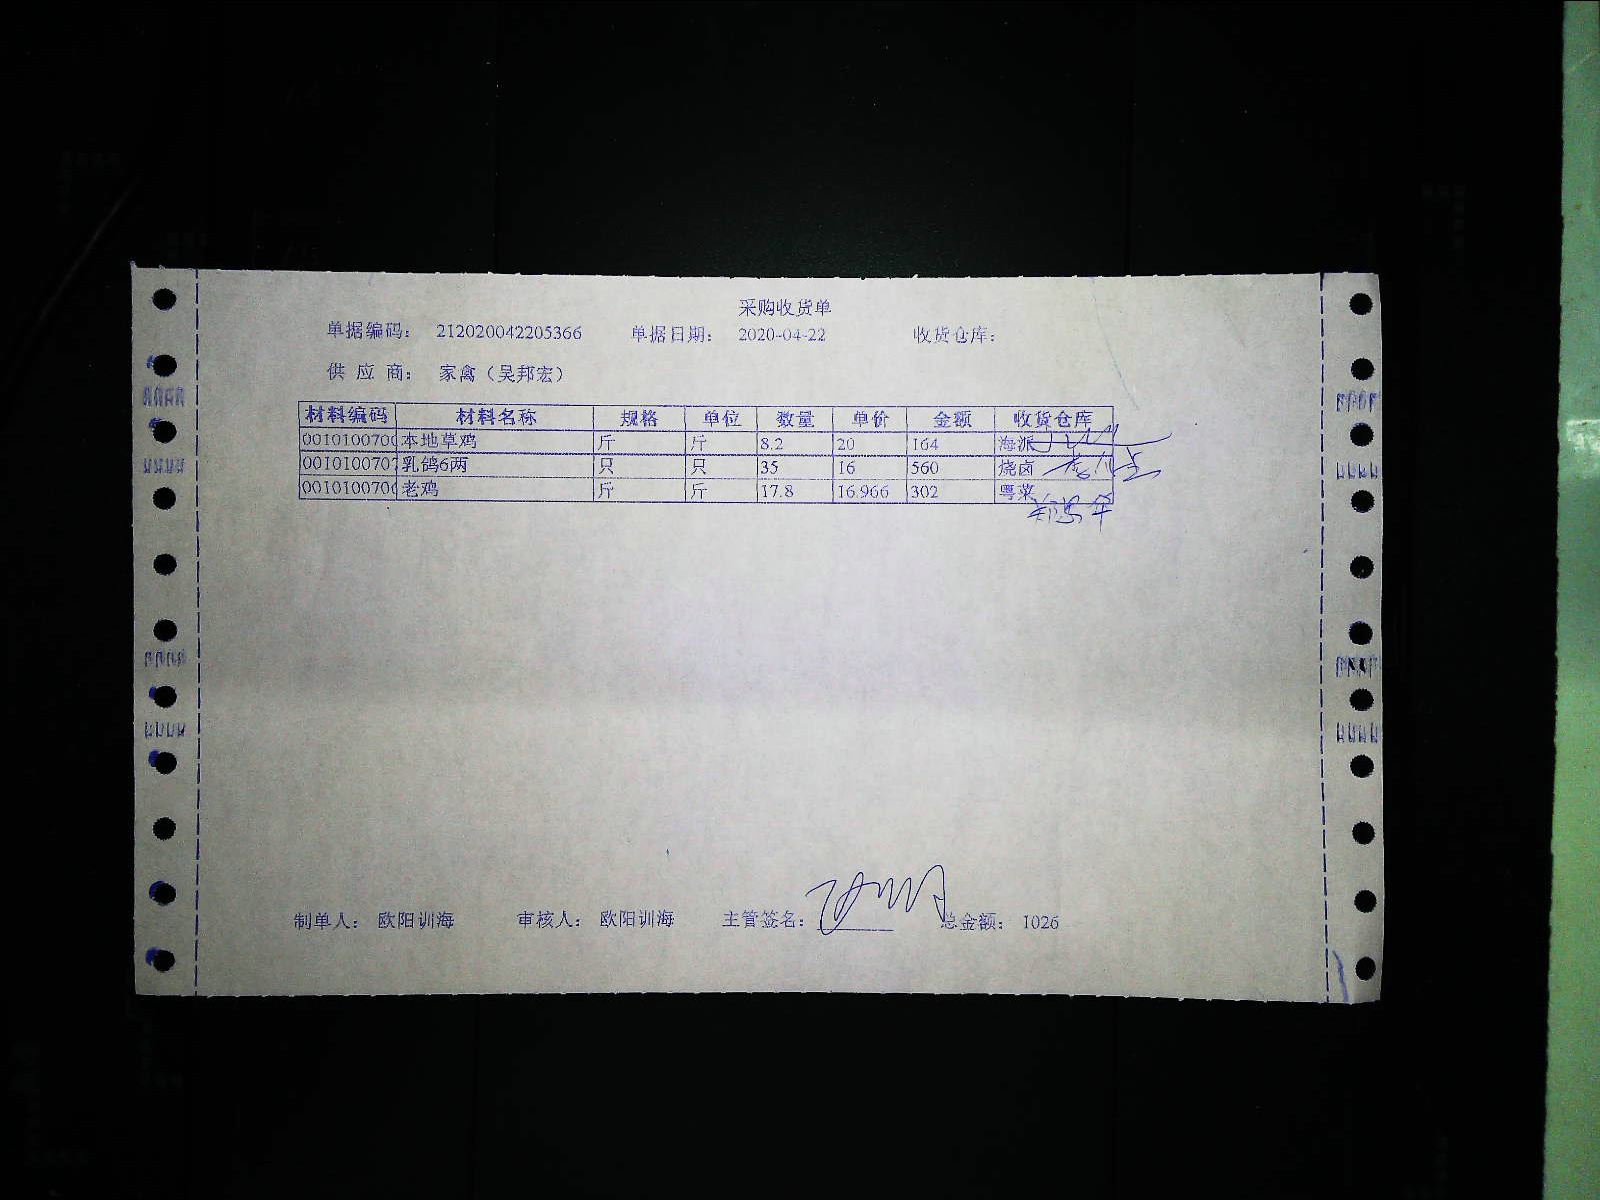 采购收货单
单据编码: 212020042205366 单据日期: 2020-04-22 收货仓库:
供 应 商: 家禽(吴邦宏)
材料编码 材料名称 规格 单位 数量 单价 金额 收货仓库
0010100700 本地草鸡 斤 斤 8.2 20 164 海派
0010100707 乳鸽6两 只 只 35 16 560 烧卤
0010100700 老鸡 斤 斤 17.8 16.966 302 粤菜
制单人: 欧阳训海 审核人: 欧阳训海 主管签名: 总金额: 1026